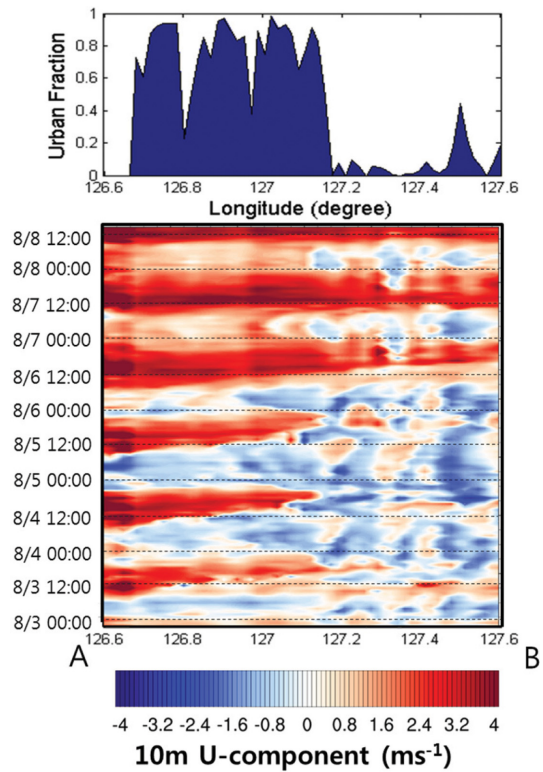 1
0.8
0.6
0.4
0.2
0
Urban Fraction
126.6 126.8 127 127.2 127.4 127.6
Longitude (degree)
8/8 12:00
8/8 00:00
8/7 12:00
8/7 00:00
8/6 12:00
8/6 00:00
8/5 12:00
8/5 00:00
8/4 12:00
8/4 00:00
8/3 12:00
8/3 00:00
126.6 126.8 127 127.2 127.4 127.6
A B
-4 -3.2 -2.4 -1.6 -0.8 0 0.8 1.6 2.4 3.2 4
10m U-component (ms⁻¹)